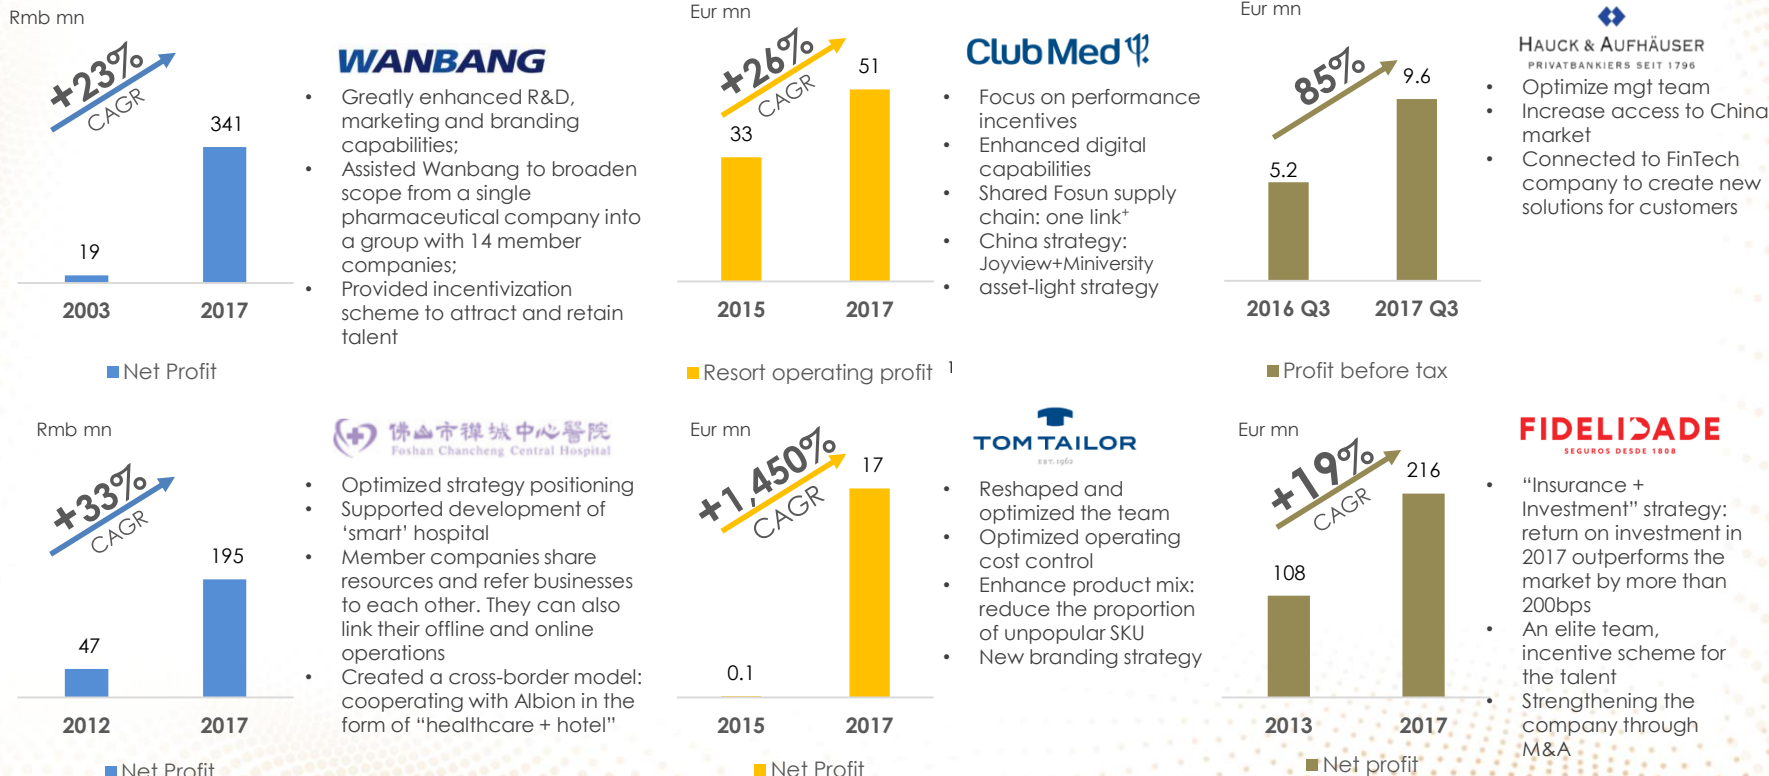 Rmb mn
+23%
CAGR
19
341
2003
2017
Net Profit
WANBANG
• Greatly enhanced R&D,
marketing and branding
capabilities;
• Assisted Wanbang to broaden
scope from a single
pharmaceutical company into
a group with 14 member
companies;
• Provided incentivization
scheme to attract and retain
talent
Eur mn
+26%
CAGR
33
51
2015
2017
Resort operating profit 1
Club Med
• Focus on performance
incentives
• Enhanced digital
capabilities
• Shared Fosun supply
chain: one link+
• China strategy:
Joyview+Miniversity
• asset-light strategy
Eur mn
85%
5.2
9.6
2016 Q3
2017 Q3
Profit before tax
HAUCK & AUFHÄUSER
PRIVATBANKIERS SEIT 1796
• Optimize mgt team
• Increase access to China
market
• Connected to FinTech
company to create new
solutions for customers
Rmb mn
+33%
CAGR
47
195
2012
2017
Net Profit
佛山市禪城中心醫院
Foshan Chancheng Central Hospital
• Optimized strategy positioning
• Supported development of
‘smart’ hospital
• Member companies share
resources and refer businesses
to each other. They can also
link their offline and online
operations
• Created a cross-border model:
cooperating with Albion in the
form of “healthcare + hotel”
Eur mn
+1,450%
CAGR
0.1
17
2015
2017
Net Profit
TOM TAILOR
EST. 1962
• Reshaped and
optimized the team
• Optimized operating
cost control
• Enhance product mix:
reduce the proportion
of unpopular SKU
• New branding strategy
Eur mn
+19%
CAGR
108
216
2013
2017
Net profit
FIDELIDADE
SEGUROS DESDE 1808
• “Insurance +
Investment” strategy:
return on investment in
2017 outperforms the
market by more than
200bps
• An elite team,
incentive scheme for
the talent
• Strengthening the
company through
M&A